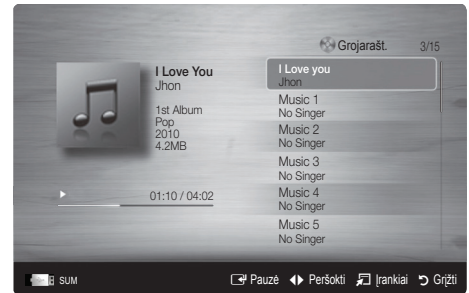 Grojarašt. 3/15
I Love You
Jhon
1st Album
Pop
2010
4.2MB
01:10 / 04:02
I Love you
Jhon
Music 1
No Singer
Music 2
No Singer
Music 3
No Singer
Music 4
No Singer
Music 5
No Singer
SUM Pauzė Peršokti Įrankiai Grįžti